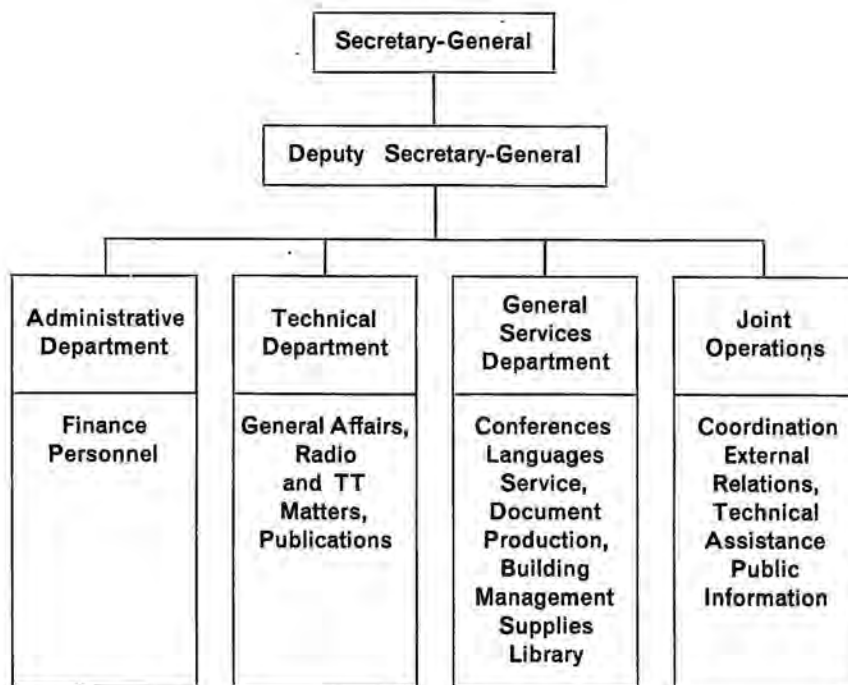 Secretary-General
Deputy Secretary-General
Administrative
Department
Finance
Personnel
Technical
Department
General Affairs,
Radio
and TT
Matters,
Publications
General
Services
Department
Conferences
Languages
Service,
Document
Production,
Building
Management
Supplies
Library
Joint
Operations
Coordination
External
Relations,
Technical
Assistance
Public
Information